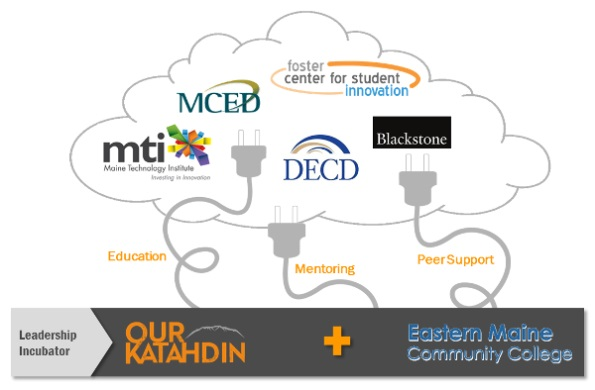 foster
center for student
innovation
MCED
mti
Maine Technology Institute
Investing in Innovation
DECD
Blackstone
Education
Mentoring
Peer Support
Leadership
Incubator
OUR
KATAHDIN
+
Eastern Maine
Community College